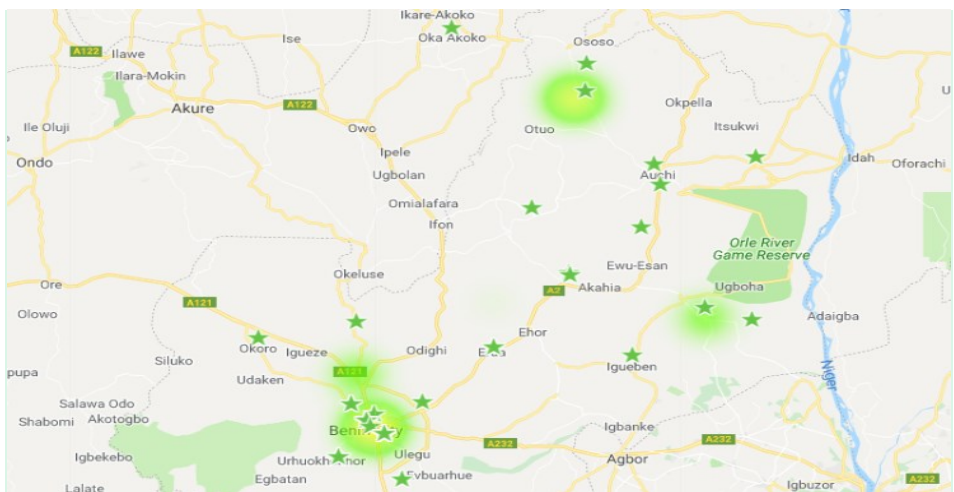 Ikare-Akoko
Oka Akoko
Ise
A122
Ilawe
Ososo
Ilara-Mokin
Akure
A122
Okpella
U
Ile Oluji
Owo
Otuo
Itsukwi
Ondo
Ipele
Idah
Oforachi
Ugbolan
Auchi
Omialafara
Ifon
Orle River
Game Reserve
Ewu-Esan
Okeluse
Ore
A2
Akahia
Ugboha
A121
Olowo
Adaigba
Ehor
Okoro
Igueze
Odighi
Siluko
Igueben
pupa
A121
Niger
Udaken
Salawa Odo
Shabomi
Akotogbo
Igbanke
A232
A232
Igbekebo
Ulegu
Urhuokh
Agbor
Evbuarhue
Egbatan
A232
Igbuzor
Lalate